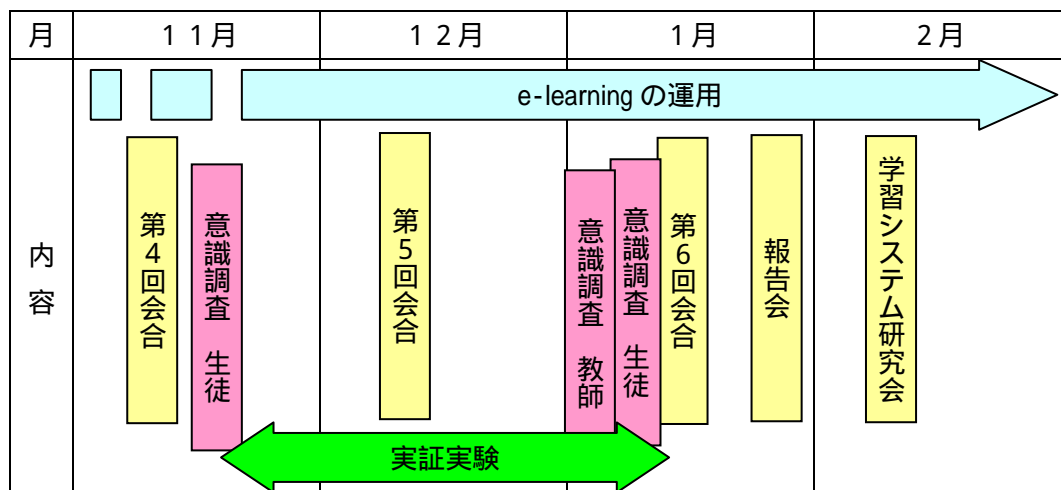 月
１１月
１２月
１月
２月
内容
e-learning の運用
第４回会合
意識調査　生徒
第５回会合
意識調査　教師
意識調査　生徒
第６回会合
報告会
学習システム研究会
実証実験